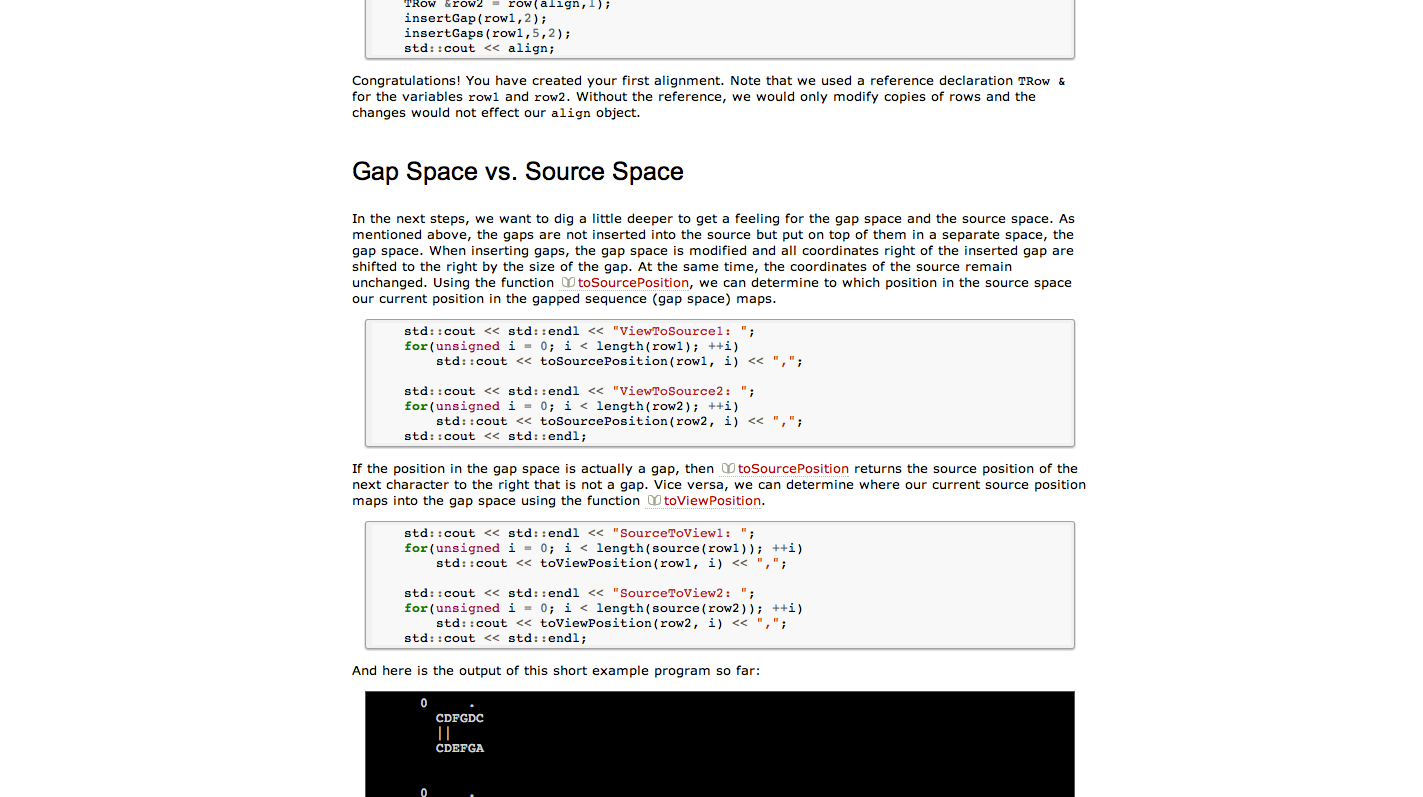 TRow &row2 = row(align,1);
insertGap(row1,2);
insertGaps(row1,5,2);
std::cout << align;
Congratulations! You have created your first alignment. Note that we used a reference declaration TRow &
for the variables row1 and row2. Without the reference, we would only modify copies of rows and the
changes would not effect our align object.
Gap Space vs. Source Space
In the next steps, we want to dig a little deeper to get a feeling for the gap space and the source space. As
mentioned above, the gaps are not inserted into the source but put on top of them in a separate space, the
gap space. When inserting gaps, the gap space is modified and all coordinates right of the inserted gap are
shifted to the right by the size of the gap. At the same time, the coordinates of the source remain
unchanged. Using the function toSourcePosition, we can determine to which position in the source space
our current position in the gapped sequence (gap space) maps.
std::cout << std::endl << "ViewToSource1: ";
for(unsigned i = 0; i < length(row1); ++i)
std::cout << toSourcePosition(row1, i) << ",";
std::cout << std::endl << "ViewToSource2: ";
for(unsigned i = 0; i < length(row2); ++i)
std::cout << toSourcePosition(row2, i) << ",";
std::cout << std::endl;
If the position in the gap space is actually a gap, then toSourcePosition returns the source position of the
next character to the right that is not a gap. Vice versa, we can determine where our current source position
maps into the gap space using the function toViewPosition.
std::cout << std::endl << "SourceToView1: ";
for(unsigned i = 0; i < length(source(row1)); ++i)
std::cout << toViewPosition(row1, i) << ",";
std::cout << std::endl << "SourceToView2: ";
for(unsigned i = 0; i < length(source(row2)); ++i)
std::cout << toViewPosition(row2, i) << ",";
std::cout << std::endl;
And here is the output of this short example program so far:
0     .
CDFGDC
||
CDEFGA
0     .